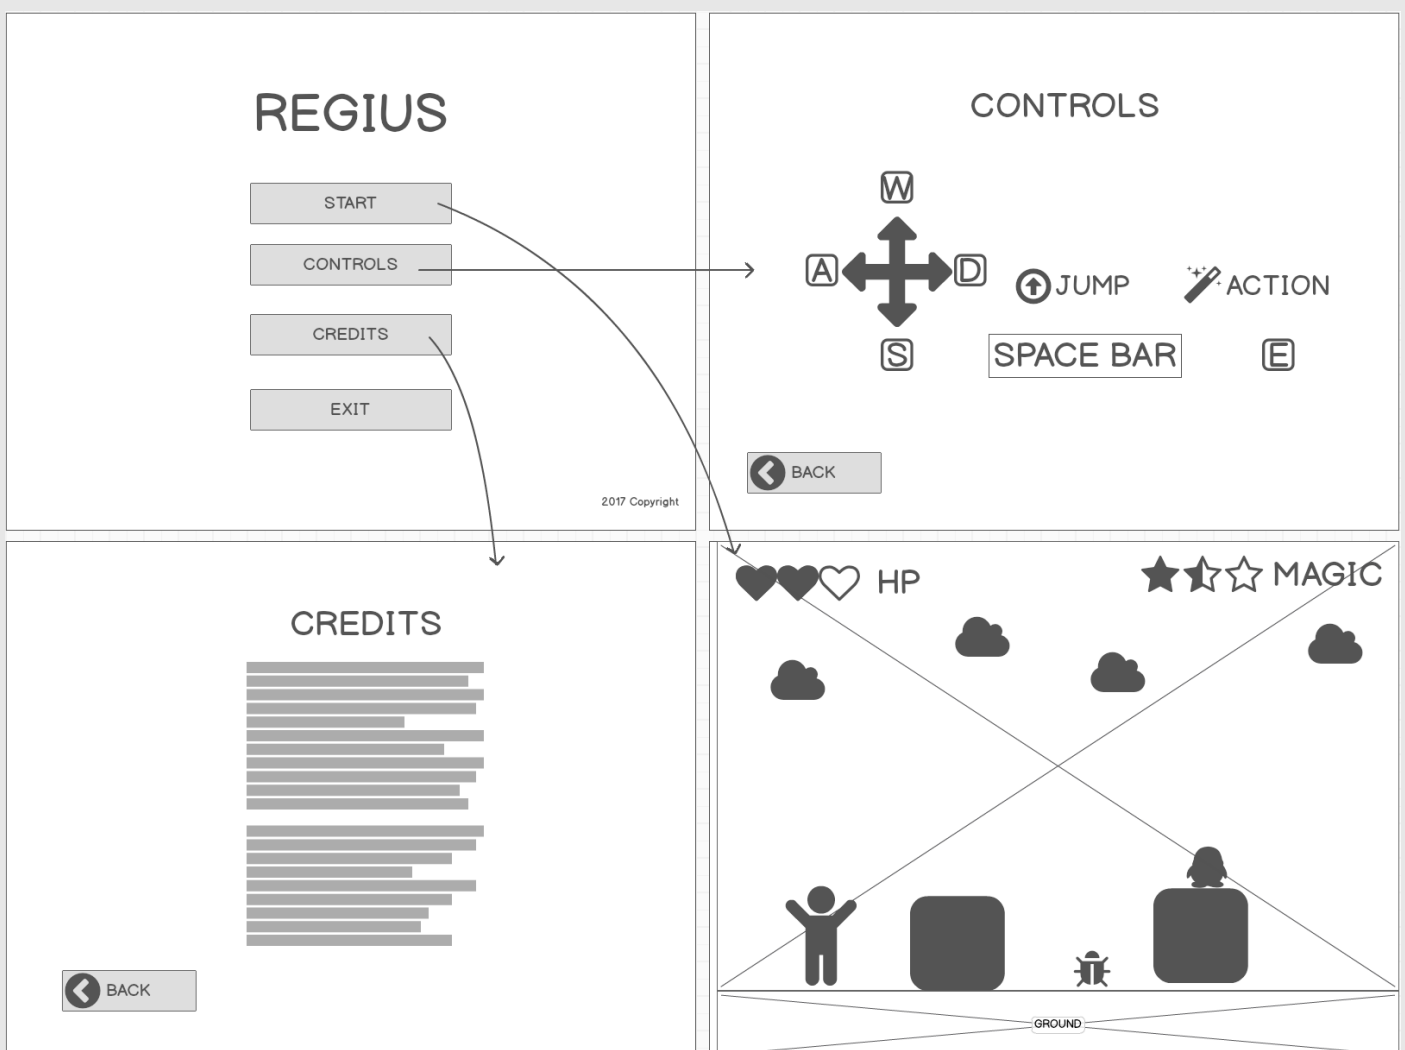 REGIUS
START
CONTROLS
CREDITS
EXIT
2017 Copyright
CONTROLS
W
A
D
S
JUMP
ACTION
SPACE BAR
E
BACK
CREDITS
BACK
HP
MAGIC
GROUND